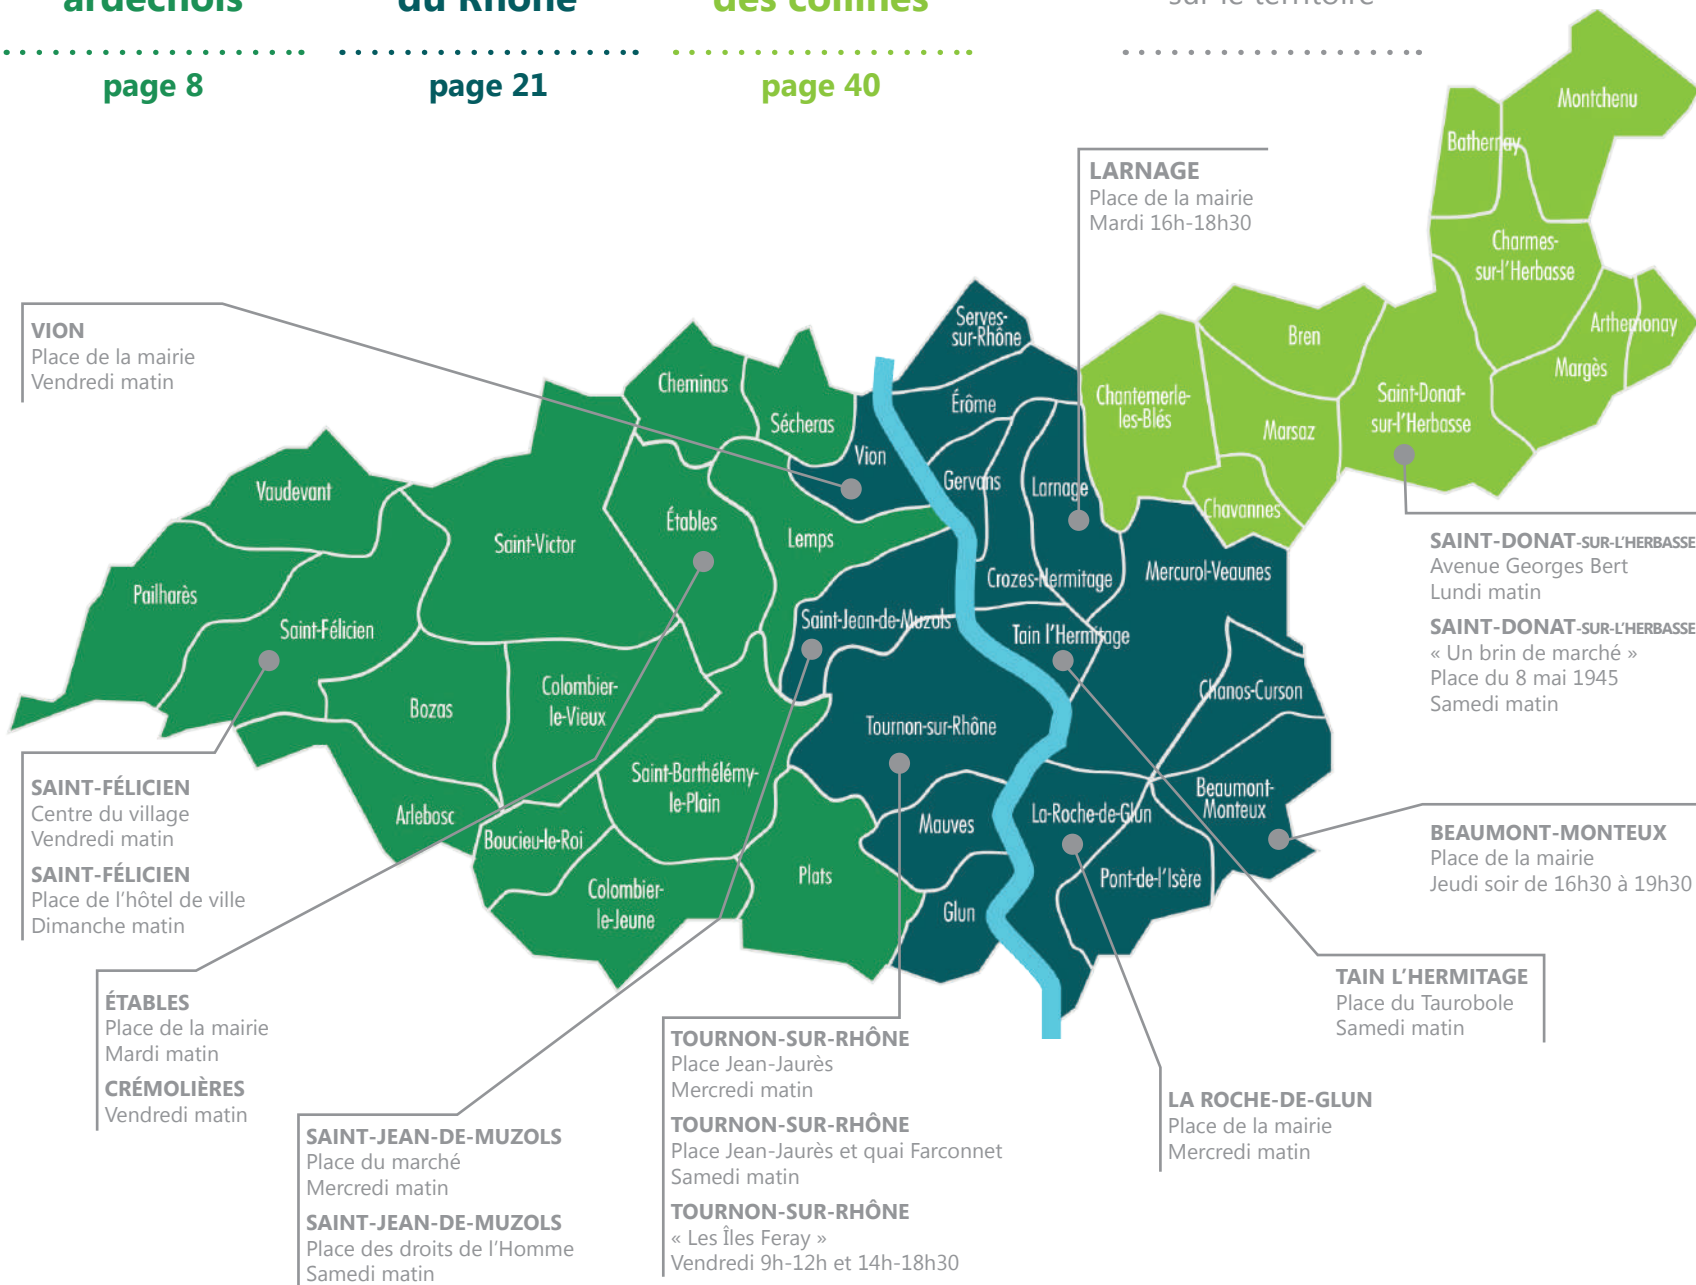 ardéchois
du Rhône
des collines
sur le territoire
page 8
page 21
page 40
Montchenu
Bathernay
LARNAGE
Place de la mairie
Mardi 16h-18h30
Charmes-
sur-l'Herbasse
Arthemonay
Margès
Bren
Saint-Donat-
sur-l'Herbasse
Chantemerle-
les-Blés
Marsaz
Chavannes
Serves-
sur-Rhône
Érôme
VION
Place de la mairie
Vendredi matin
Cheminas
Sécheras
Vion
Gervans
Larnage
Vaudevant
Saint-Victor
Étables
Lemps
Crozes-Hermitage
Mercurol-Veaunes
Pailharès
Saint-Félicien
Saint-Jean-de-Muzols
Tain l'Hermitage
Bozas
Colombier-
le-Vieux
Chanos-Curson
Tournon-sur-Rhône
Saint-Barthélémy-
le-Plain
Beaumont-
Monteux
Arlebosc
Boucieu-le-Roi
Mauves
La-Roche-de-Glun
Colombier-
le-Jeune
Plats
Pont-de-l'Isère
Glun
SAINT-DONAT-SUR-L'HERBASSE
Avenue Georges Bert
Lundi matin
SAINT-DONAT-SUR-L'HERBASSE
« Un brin de marché »
Place du 8 mai 1945
Samedi matin
SAINT-FÉLICIEN
Centre du village
Vendredi matin
SAINT-FÉLICIEN
Place de l'hôtel de ville
Dimanche matin
BEAUMONT-MONTEUX
Place de la mairie
Jeudi soir de 16h30 à 19h30
ÉTABLES
Place de la mairie
Mardi matin
CRÉMOLIÈRES
Vendredi matin
TAIN L'HERMITAGE
Place du Taurobole
Samedi matin
TOURNON-SUR-RHÔNE
Place Jean-Jaurès
Mercredi matin
TOURNON-SUR-RHÔNE
Place Jean-Jaurès et quai Farconnet
Samedi matin
TOURNON-SUR-RHÔNE
« Les Îles Feray »
Vendredi 9h-12h et 14h-18h30
LA ROCHE-DE-GLUN
Place de la mairie
Mercredi matin
SAINT-JEAN-DE-MUZOLS
Place du marché
Mercredi matin
SAINT-JEAN-DE-MUZOLS
Place des droits de l'Homme
Samedi matin